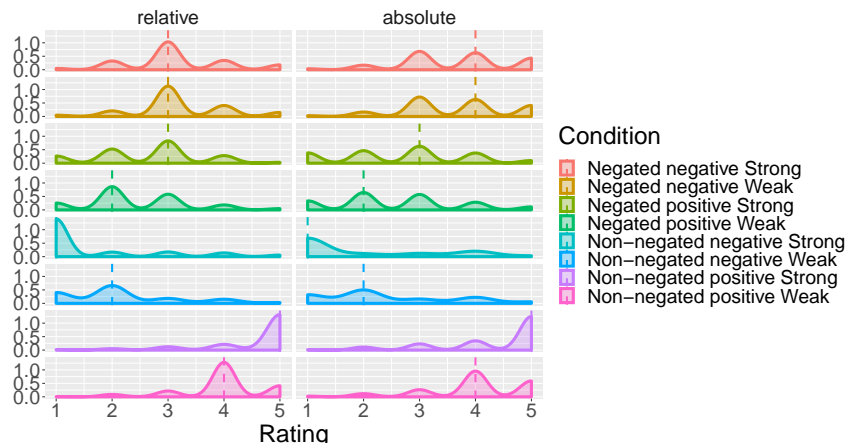 relative absolute
1.0
0.5
0.0
1.0
0.5
0.0
1.0
0.5
0.0
1.0
0.5
0.0
1.0
0.5
0.0
1.0
0.5
0.0
1.0
0.5
0.0
1.0
0.5
0.0
1 2 3 4 5 1 2 3 4 5
Rating
Condition
Negated negative Strong
Negated negative Weak
Negated positive Strong
Negated positive Weak
Non−negated negative Strong
Non−negated negative Weak
Non−negated positive Strong
Non−negated positive Weak